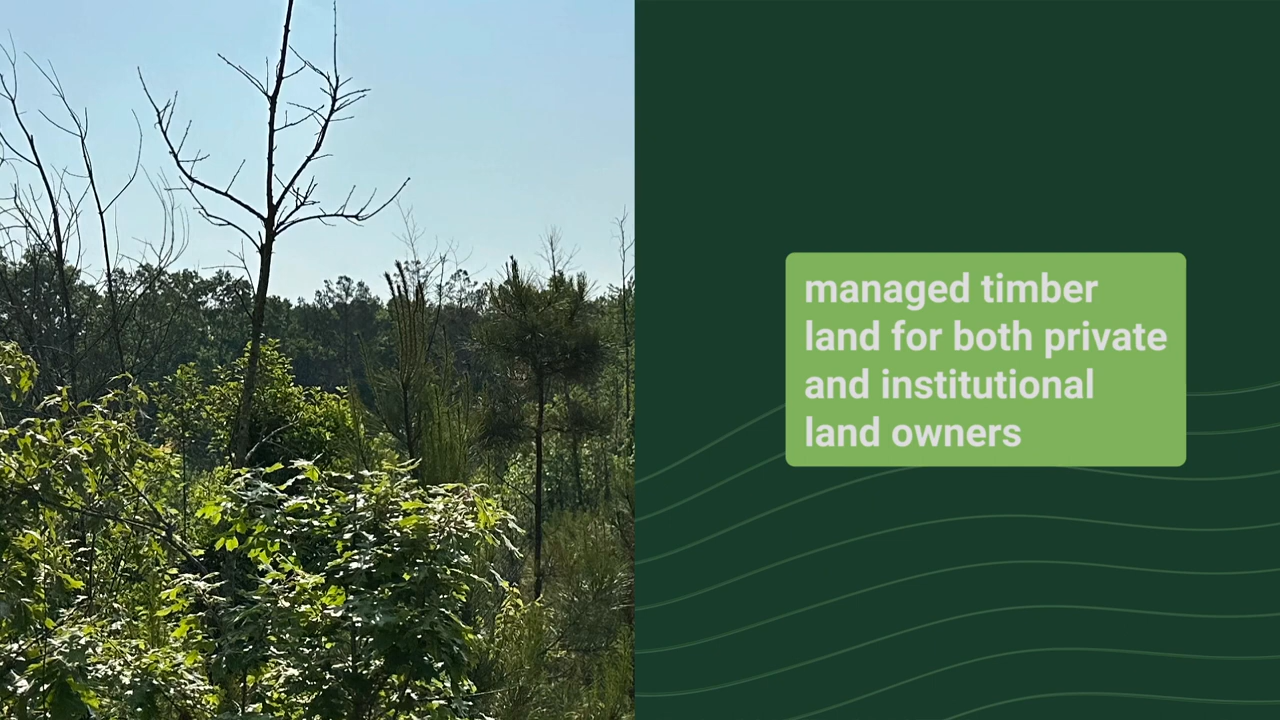 managed timber
land for both private
and institutional
land owners